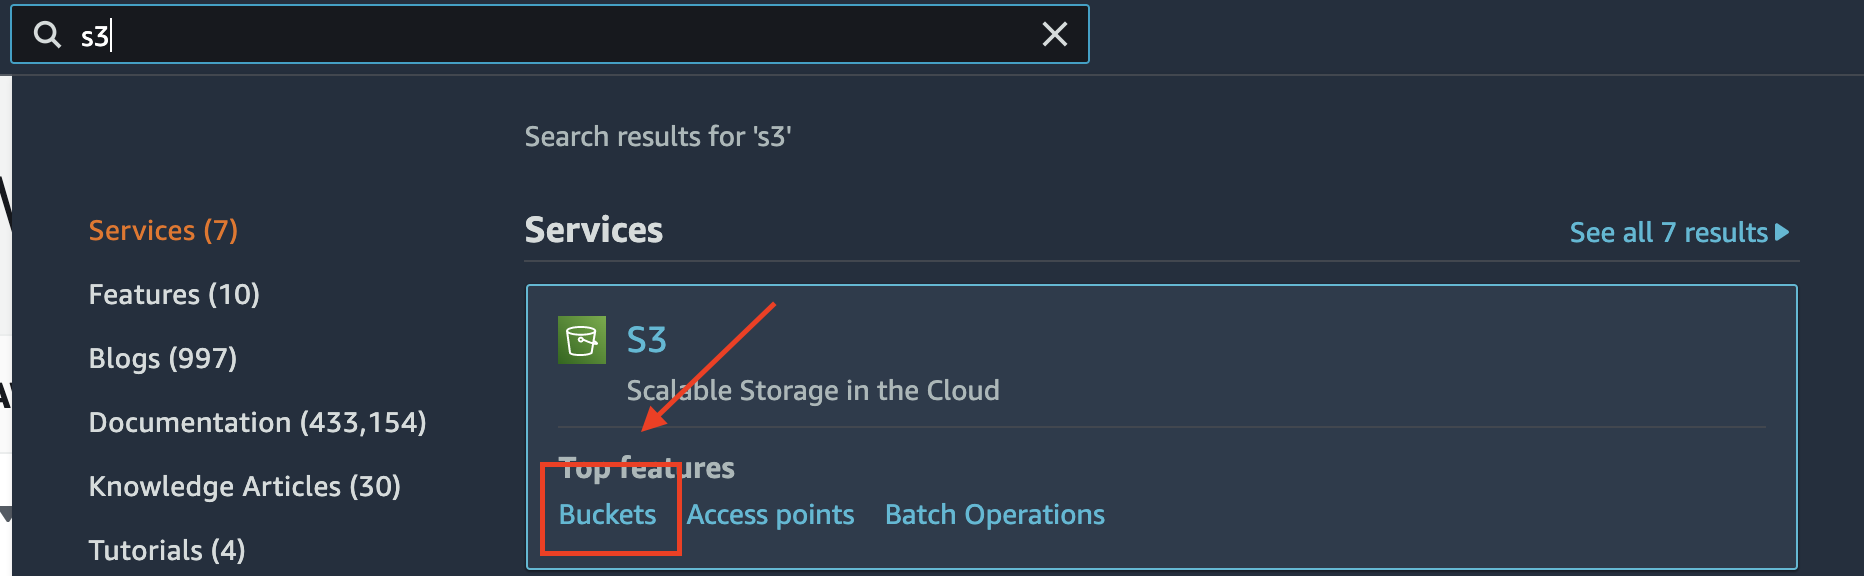 s3
Search results for 's3'
Services (7)
Features (10)
Blogs (997)
Documentation (433,154)
Knowledge Articles (30)
Tutorials (4)
Services
See all 7 results
S3
Scalable Storage in the Cloud
Top features
Buckets Access points Batch Operations